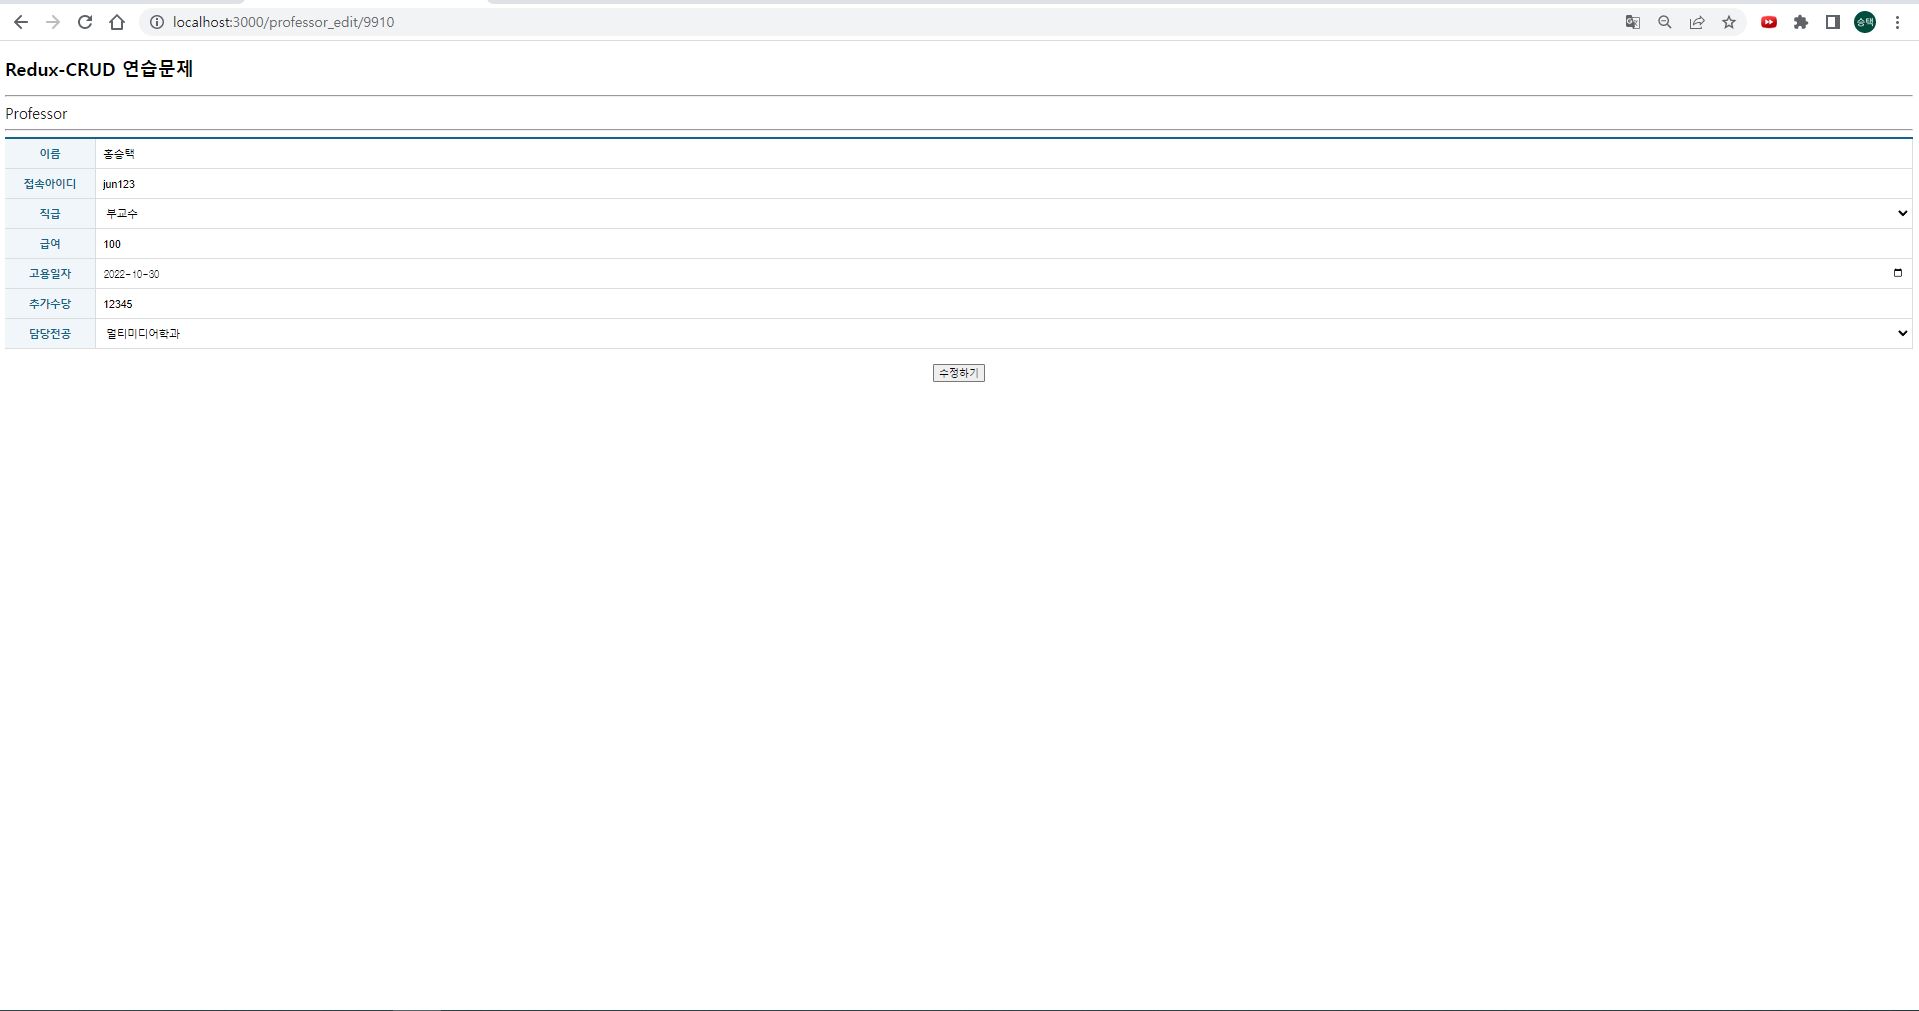 localhost:3000/professor_edit/9910
승택
Redux-CRUD 연습문제
Professor
이름 홍승택
접속아이디 jun123
직급 부교수
급여 100
고용일자 2022-10-30
추가수당 12345
담당전공 멀티미디어학과
수정하기